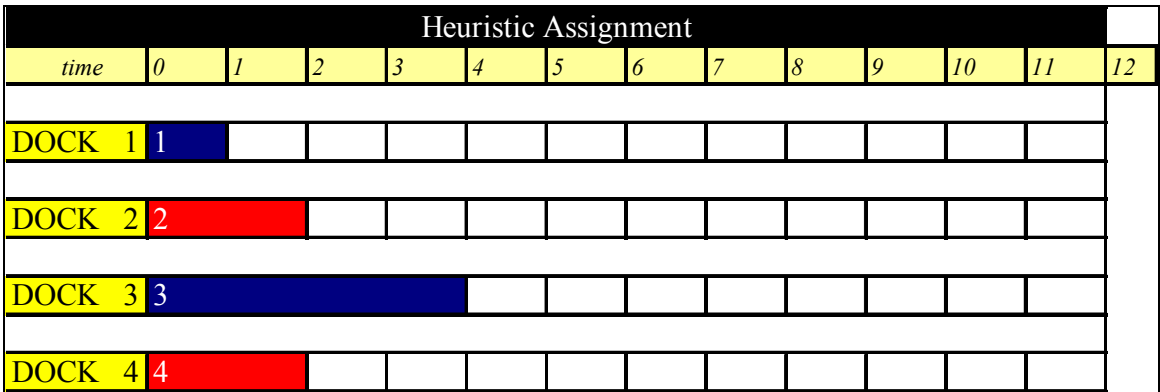 Heuristic Assignment
time 0 1 2 3 4 5 6 7 8 9 10 11 12
DOCK 1 1
DOCK 2 2
DOCK 3 3
DOCK 4 4